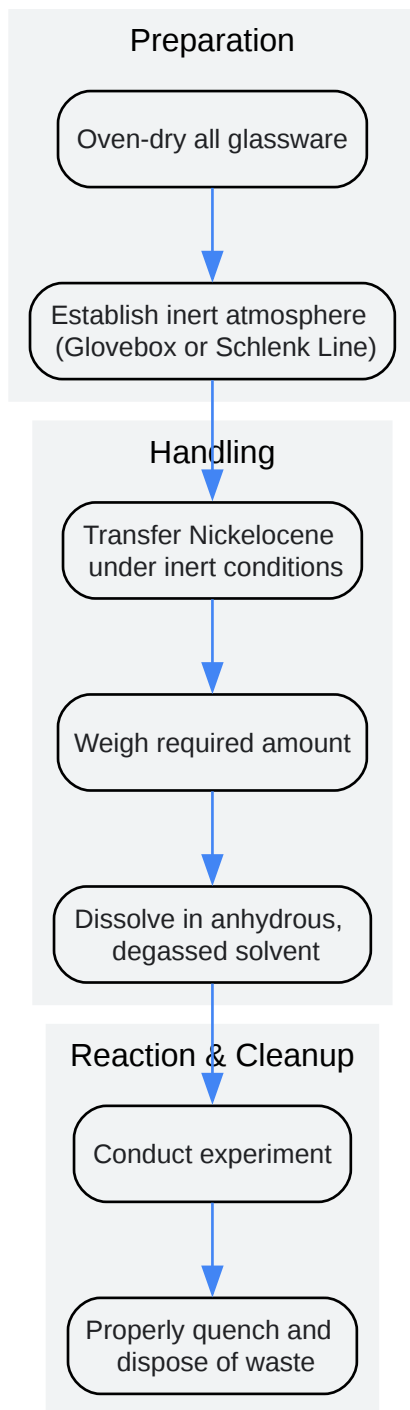 Preparation
Oven-dry all glassware
Establish inert atmosphere
(Glovebox or Schlenk Line)
Handling
Transfer Nickelocene
under inert conditions
Weigh required amount
Dissolve in anhydrous,
degassed solvent
Reaction & Cleanup
Conduct experiment
Properly quench and
dispose of waste